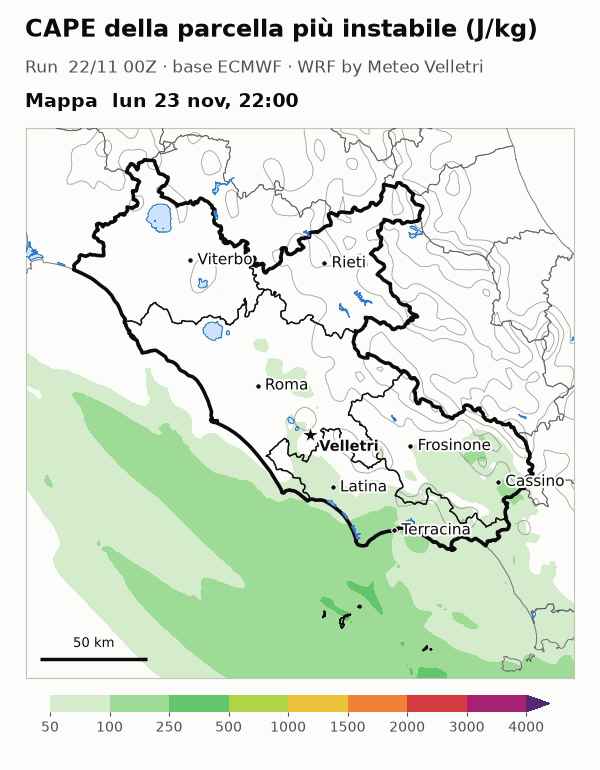 CAPE della parcella più instabile (J/kg)
Run  22/11 00Z · base ECMWF · WRF by Meteo Velletri
Mappa  lun 23 nov, 22:00
Viterbo
Rieti
Roma
Velletri
Frosinone
Cassino
Latina
Terracina
50 km
50 100 250 500 1000 1500 2000 3000 4000